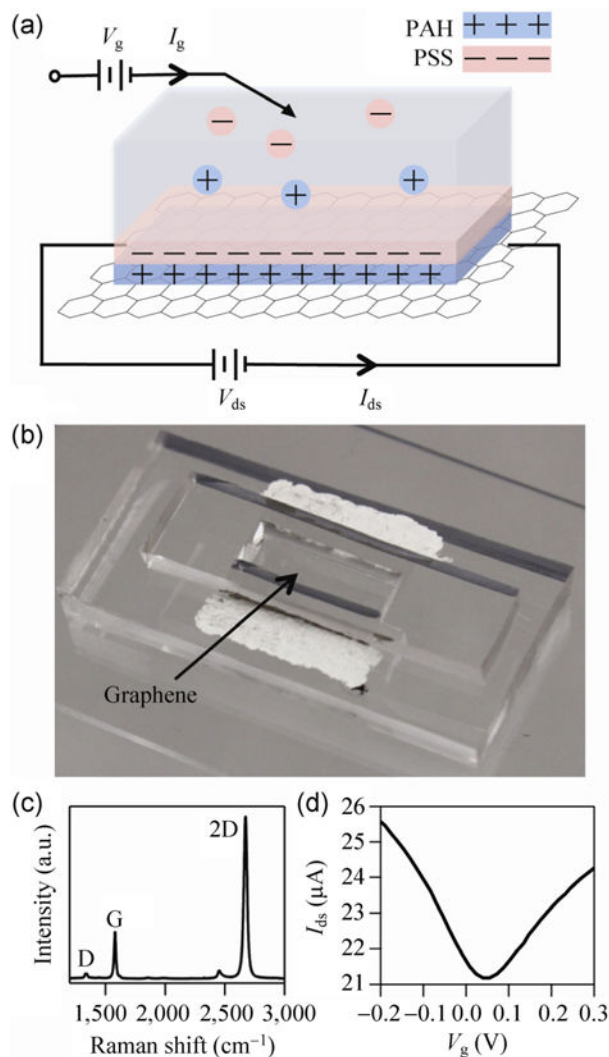 (a)
V_g I_g
PAH + + +
PSS − − −
− − −
+ + +
− − − − − − − − − −
+ + + + + + + + + +
V_ds I_ds
(b)
Graphene
(c)
Intensity (a.u.)
D G 2D
1,500 2,000 2,500 3,000
Raman shift (cm⁻¹)
(d)
I_ds (μA)
26
25
24
23
22
21
−0.2 −0.1 0.0 0.1 0.2 0.3
V_g (V)